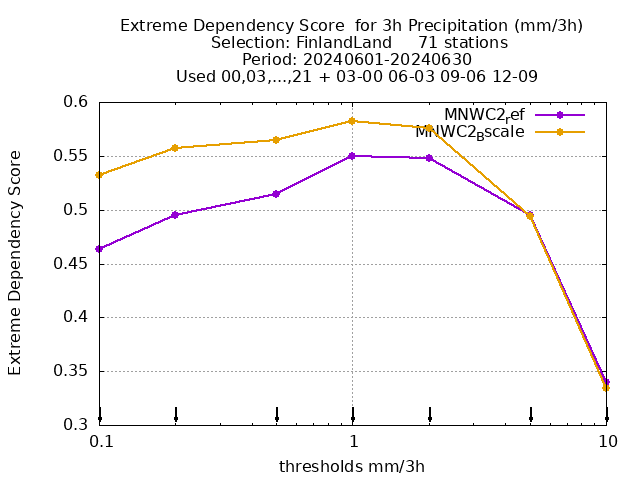 Extreme Dependency Score  for 3h Precipitation (mm/3h)
Selection: FinlandLand     71 stations
Period: 20240601-20240630
Used 00,03,...,21 + 03-00 06-03 09-06 12-09
MNWC2ref
MNWC2Bscale
Extreme Dependency Score
0.6
0.55
0.5
0.45
0.4
0.35
0.3
0.1
1
10
thresholds mm/3h